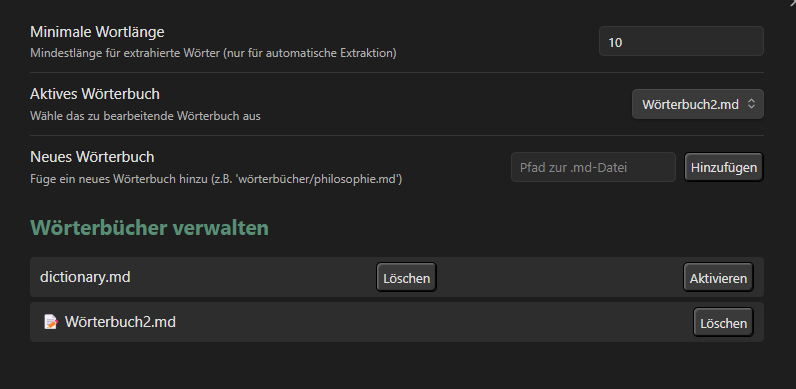 Minimale Wortlänge
Mindestlänge für extrahierte Wörter (nur für automatische Extraktion)
10
Aktives Wörterbuch
Wähle das zu bearbeitende Wörterbuch aus
Wörterbuch2.md
Neues Wörterbuch
Füge ein neues Wörterbuch hinzu (z.B. 'wörterbücher/philosophie.md')
Pfad zur .md-Datei
Hinzufügen
Wörterbücher verwalten
dictionary.md
Löschen
Aktivieren
Wörterbuch2.md
Löschen